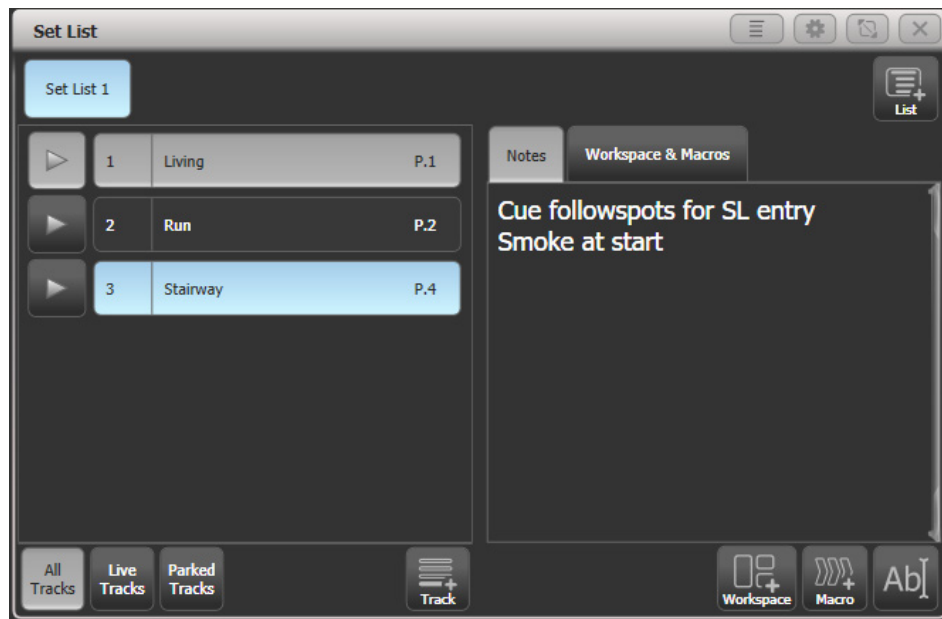 Set List
Set List 1
List
1 Living P.1
2 Run P.2
3 Stairway P.4
Notes
Workspace & Macros
Cue followspots for SL entry
Smoke at start
All
Tracks
Live
Tracks
Parked
Tracks
Track
Workspace
Macro
Ab